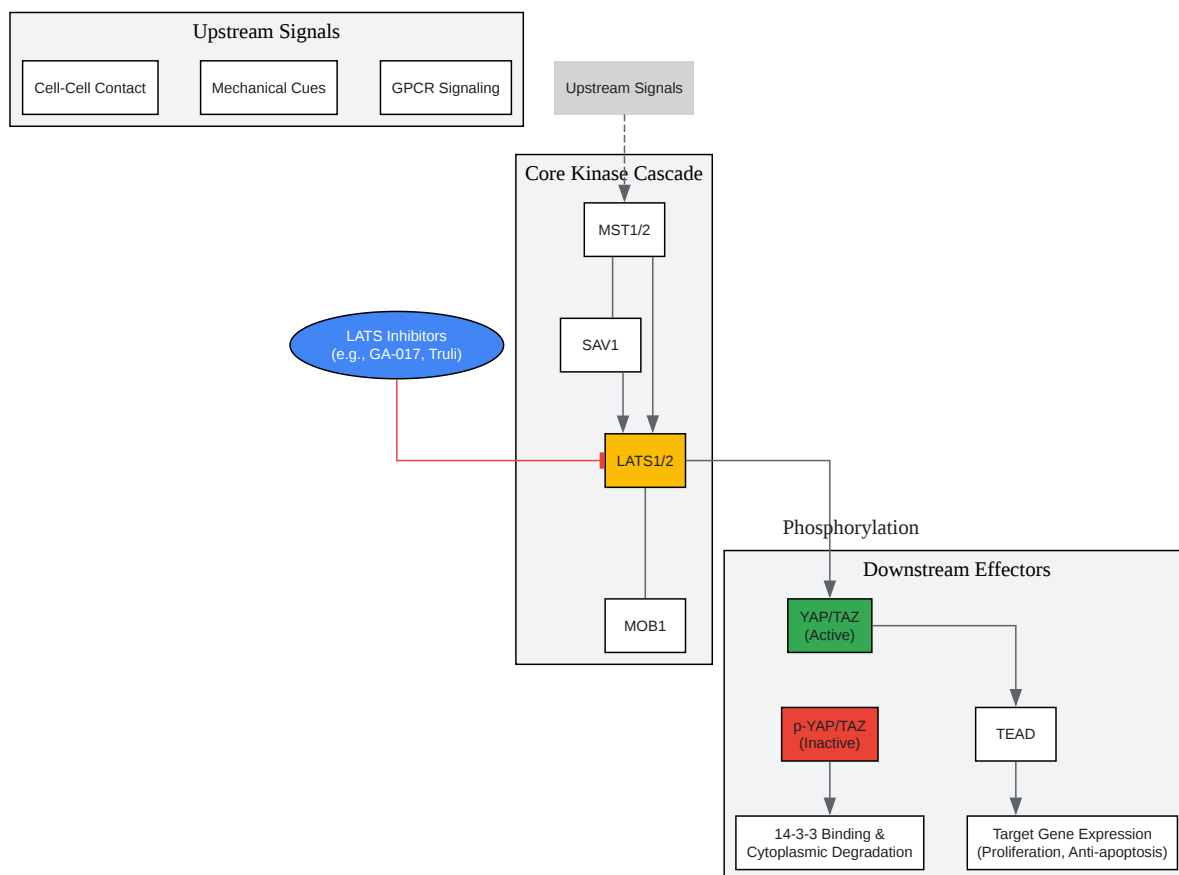 Upstream Signals
Cell-Cell Contact
Mechanical Cues
GPCR Signaling
Upstream Signals
Core Kinase Cascade
MST1/2
LATS Inhibitors
(e.g., GA-017, Truli)
SAV1
LATS1/2
Phosphorylation
Downstream Effectors
MOB1
YAP/TAZ
(Active)
p-YAP/TAZ
(Inactive)
TEAD
14-3-3 Binding &
Cytoplasmic Degradation
Target Gene Expression
(Proliferation, Anti-apoptosis)